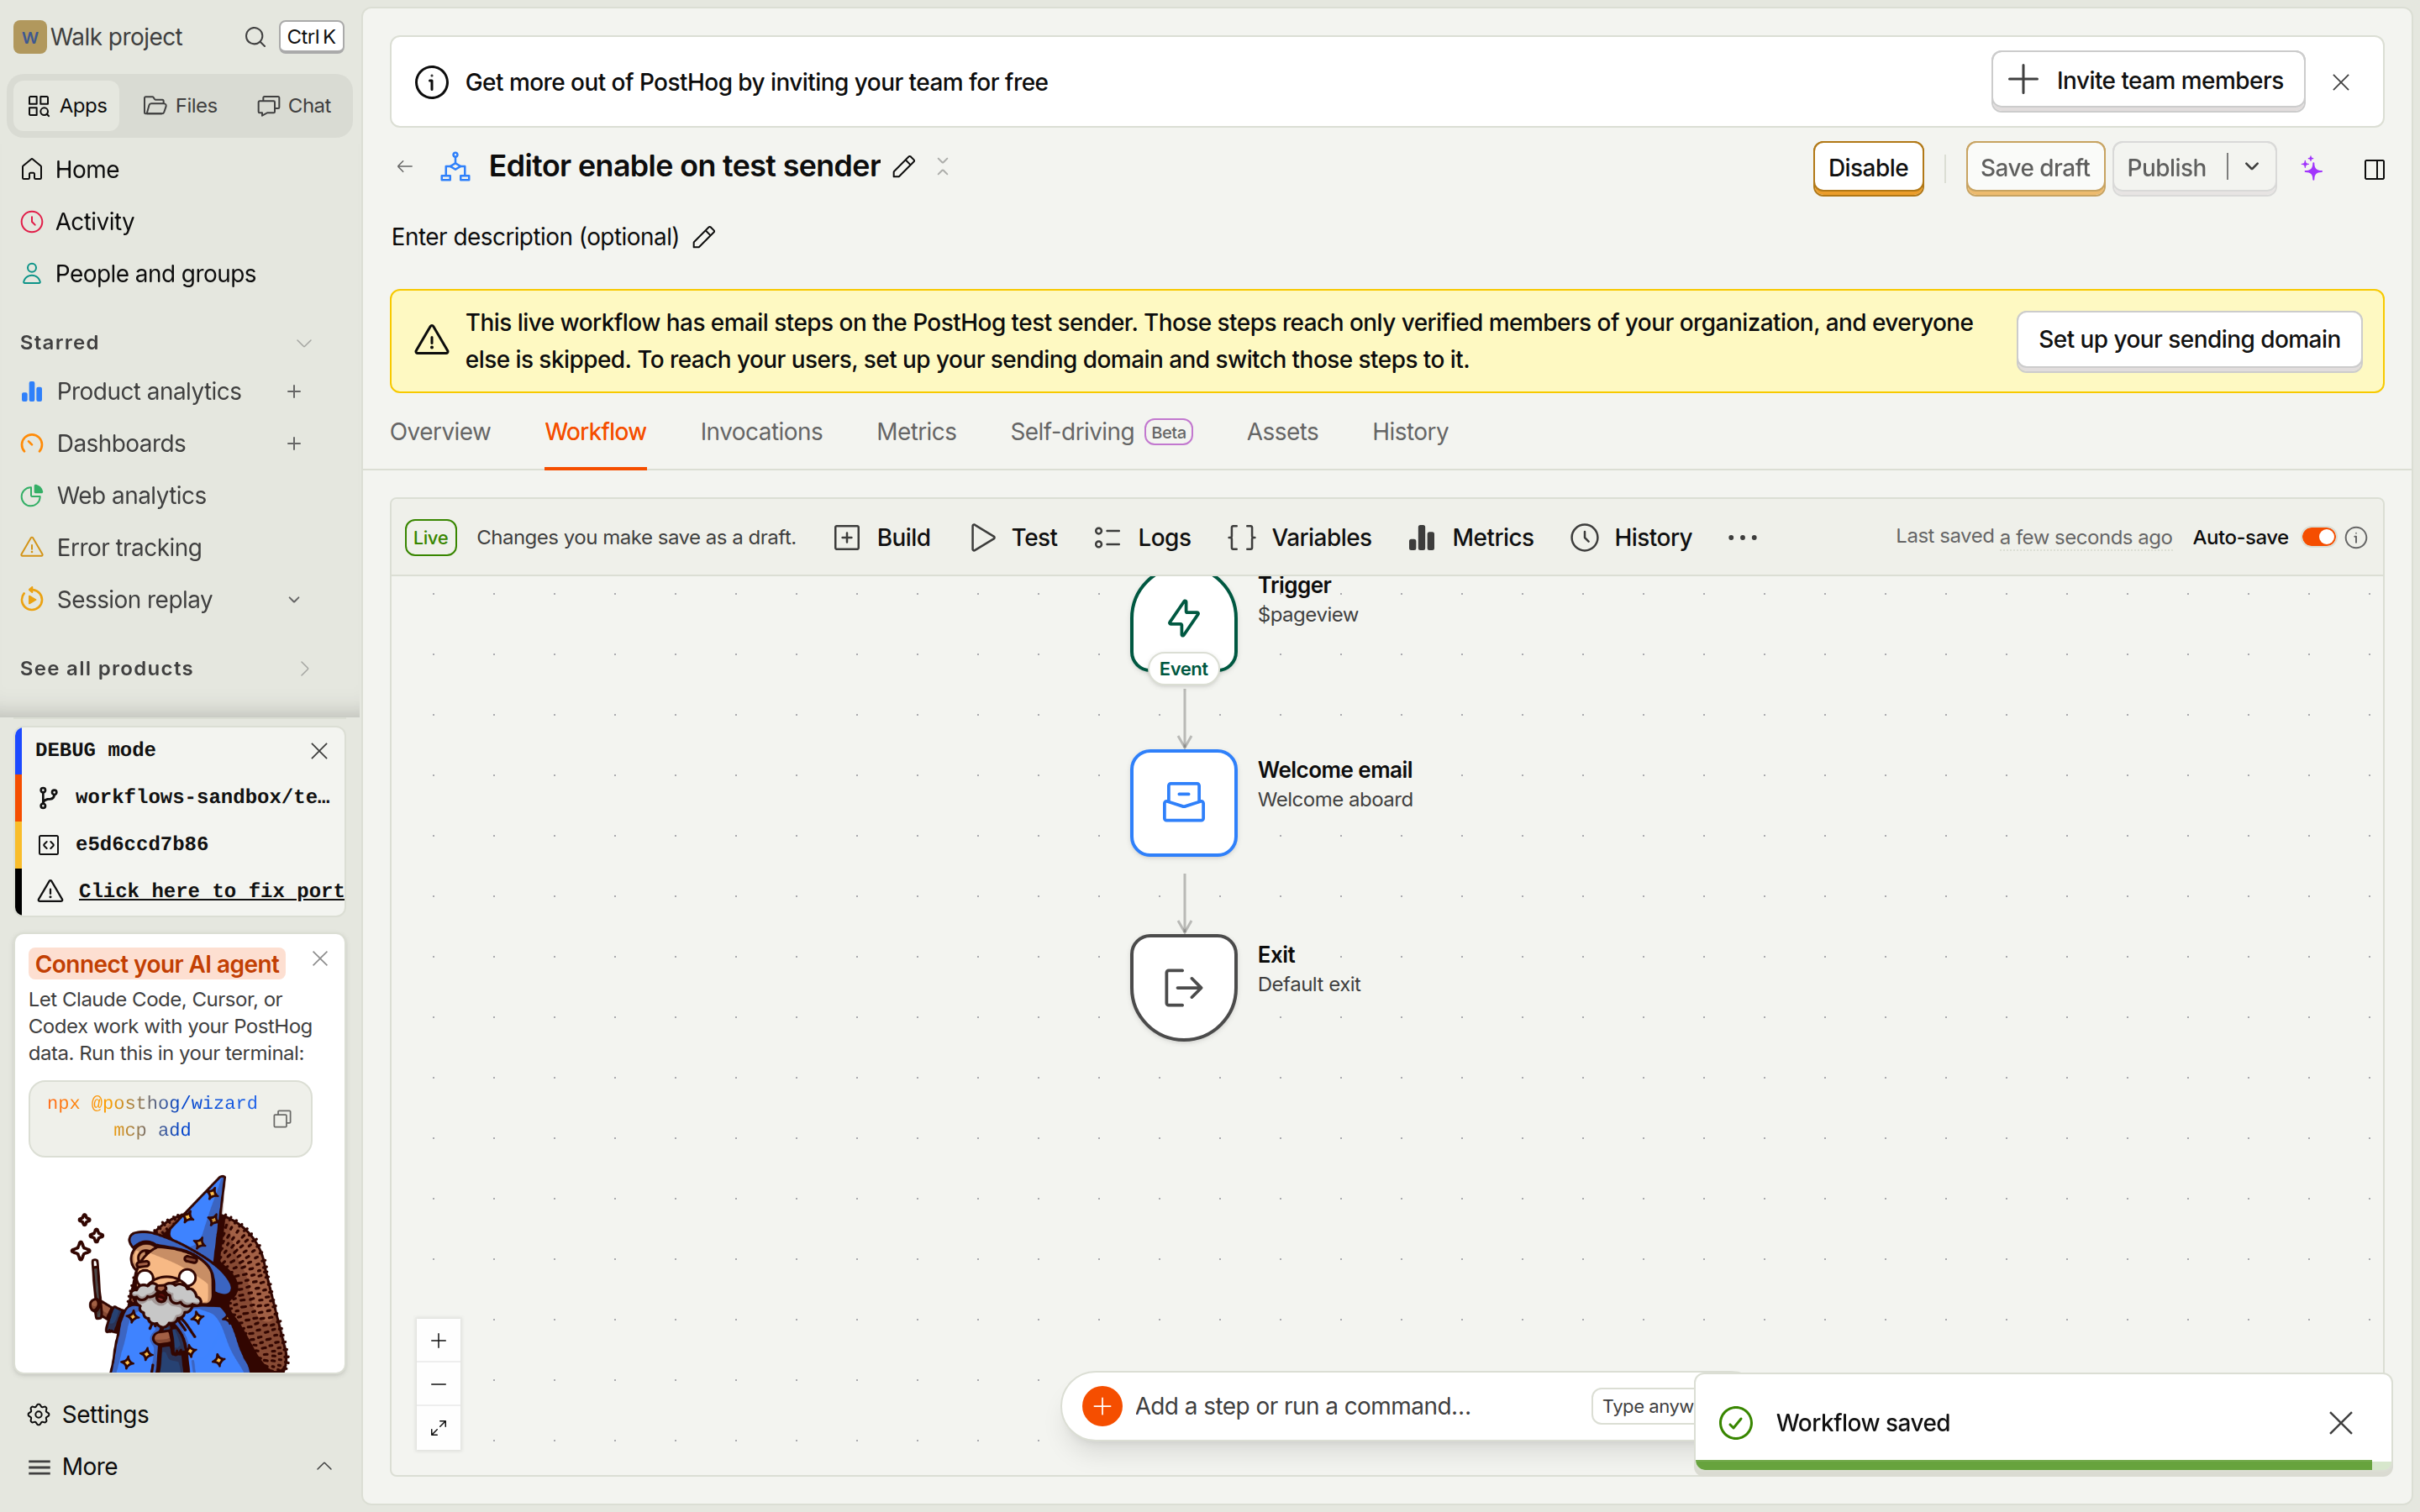 W Walk project
Ctrl K
Apps
Files
Chat
Home
Activity
People and groups
Starred
Product analytics
Dashboards
Web analytics
Error tracking
Session replay
See all products
DEBUG mode
workflows-sandbox/te...
e5d6ccd7b86
Click here to fix port
Connect your AI agent
Let Claude Code, Cursor, or
Codex work with your PostHog
data. Run this in your terminal:
npx @posthog/wizard
mcp add
Settings
More
Get more out of PostHog by inviting your team for free
Invite team members
Editor enable on test sender
Disable
Save draft
Publish
Enter description (optional)
This live workflow has email steps on the PostHog test sender. Those steps reach only verified members of your organization, and everyone
else is skipped. To reach your users, set up your sending domain and switch those steps to it.
Set up your sending domain
Overview
Workflow
Invocations
Metrics
Self-driving Beta
Assets
History
Live
Changes you make save as a draft.
Build
Test
Logs
Variables
Metrics
History
Last saved a few seconds ago
Auto-save
Trigger
$pageview
Event
Welcome email
Welcome aboard
Exit
Default exit
Add a step or run a command...
Type anyw
Workflow saved